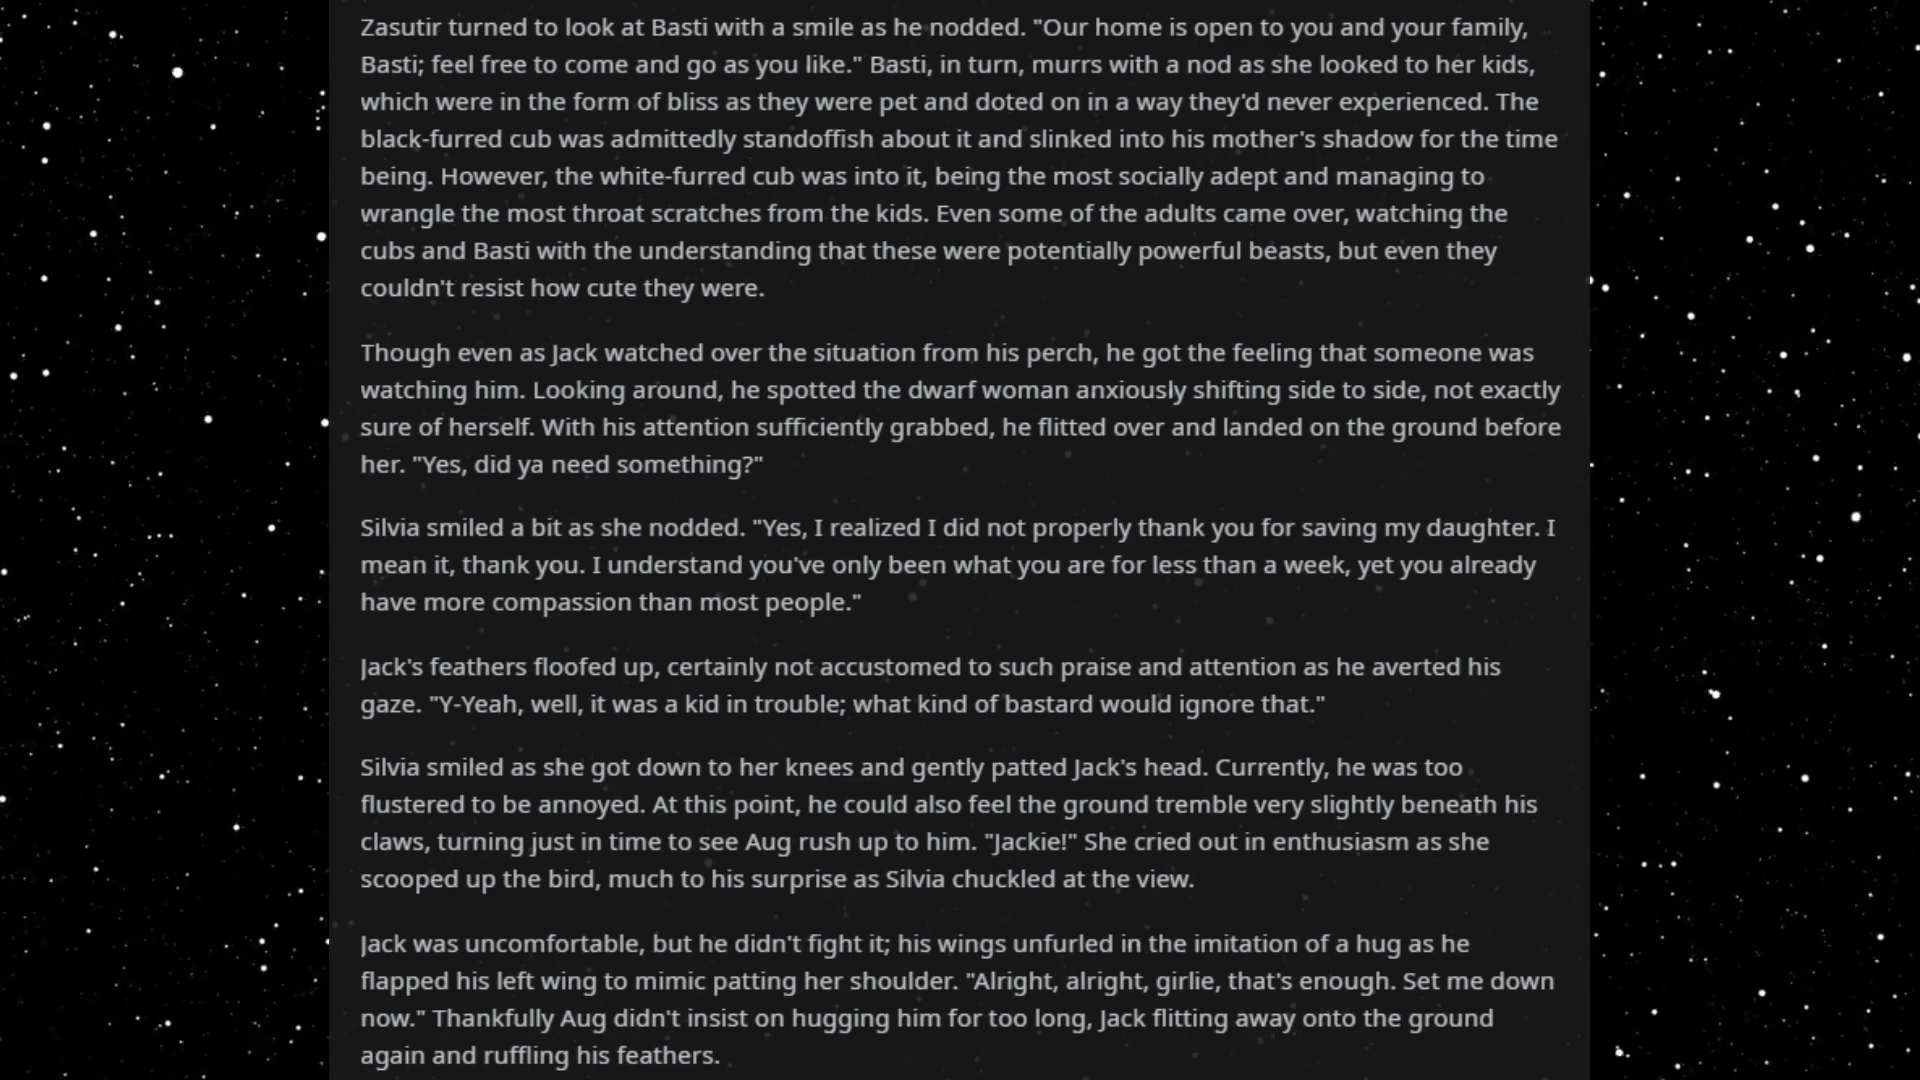 Zasutir turned to look at Basti with a smile as he nodded. "Our home is open to you and your family,
Basti; feel free to come and go as you like." Basti, in turn, murrs with a nod as she looked to her kids,
which were in the form of bliss as they were pet and doted on in a way they'd never experienced. The
black-furred cub was admittedly standoffish about it and slinked into his mother's shadow for the time
being. However, the white-furred cub was into it, being the most socially adept and managing to
wrangle the most throat scratches from the kids. Even some of the adults came over, watching the
cubs and Basti with the understanding that these were potentially powerful beasts, but even they
couldn't resist how cute they were.
Though even as Jack watched over the situation from his perch, he got the feeling that someone was
watching him. Looking around, he spotted the dwarf woman anxiously shifting side to side, not exactly
sure of herself. With his attention sufficiently grabbed, he flitted over and landed on the ground before
her. "Yes, did ya need something?"
Silvia smiled a bit as she nodded. "Yes, I realized I did not properly thank you for saving my daughter. I
mean it, thank you. I understand you've only been what you are for less than a week, yet you already
have more compassion than most people."
Jack's feathers floofed up, certainly not accustomed to such praise and attention as he averted his
gaze. "Y-Yeah, well, it was a kid in trouble; what kind of bastard would ignore that."
Silvia smiled as she got down to her knees and gently patted Jack's head. Currently, he was too
flustered to be annoyed. At this point, he could also feel the ground tremble very slightly beneath his
claws, turning just in time to see Aug rush up to him. "Jackie!" She cried out in enthusiasm as she
scooped up the bird, much to his surprise as Silvia chuckled at the view.
Jack was uncomfortable, but he didn't fight it; his wings unfurled in the imitation of a hug as he
flapped his left wing to mimic patting her shoulder. "Alright, alright, girlie, that's enough. Set me down
now." Thankfully Aug didn't insist on hugging him for too long, Jack flitting away onto the ground
again and ruffling his feathers.